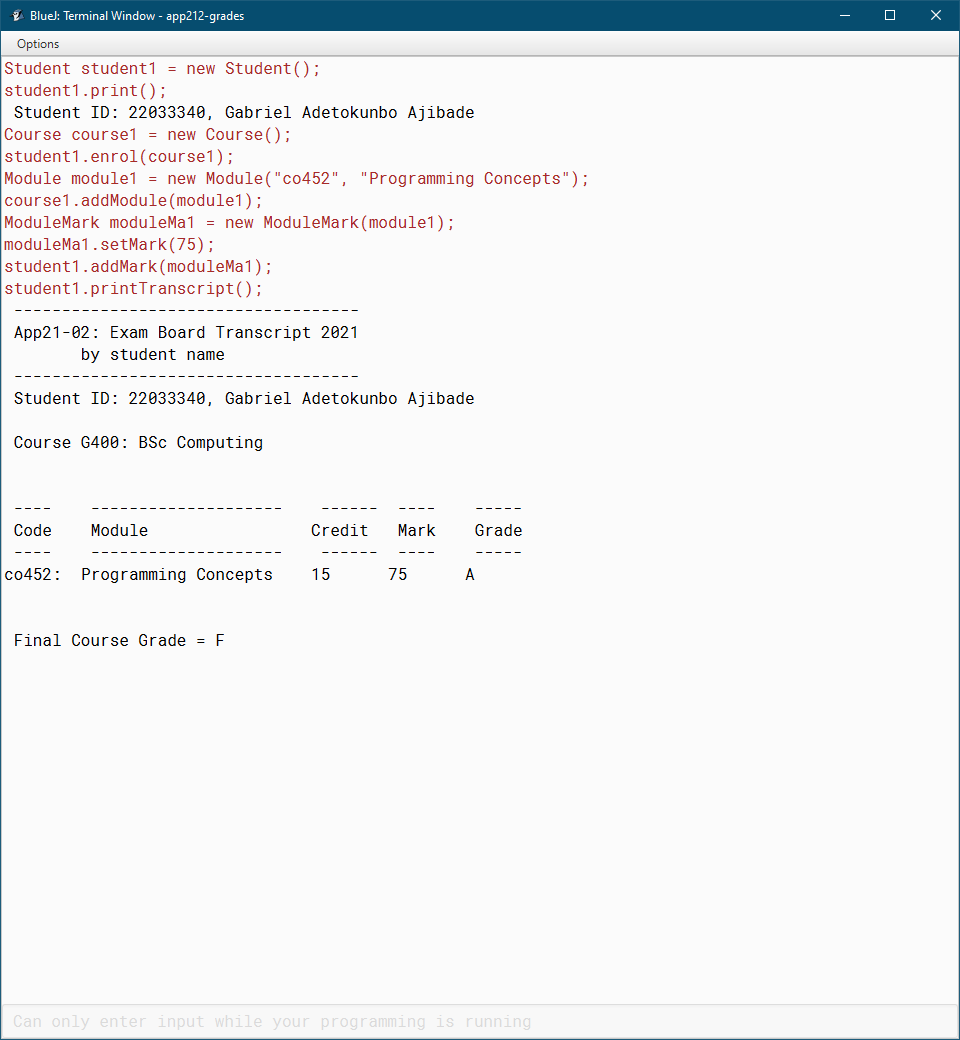 BlueJ: Terminal Window - app212-grades
Options
Student student1 = new Student();
student1.print();
 Student ID: 22033340, Gabriel Adetokunbo Ajibade
Course course1 = new Course();
student1.enrol(course1);
Module module1 = new Module("co452", "Programming Concepts");
course1.addModule(module1);
ModuleMark moduleMa1 = new ModuleMark(module1);
moduleMa1.setMark(75);
student1.addMark(moduleMa1);
student1.printTranscript();
 ------------------------------------
 App21-02: Exam Board Transcript 2021
        by student name
 ------------------------------------
 Student ID: 22033340, Gabriel Adetokunbo Ajibade
 Course G400: BSc Computing
 ----    --------------------    ------  ----    -----
 Code    Module                 Credit   Mark    Grade
 ----    --------------------    ------  ----    -----
co452:  Programming Concepts    15      75      A
 Final Course Grade = F
Can only enter input while your programming is running